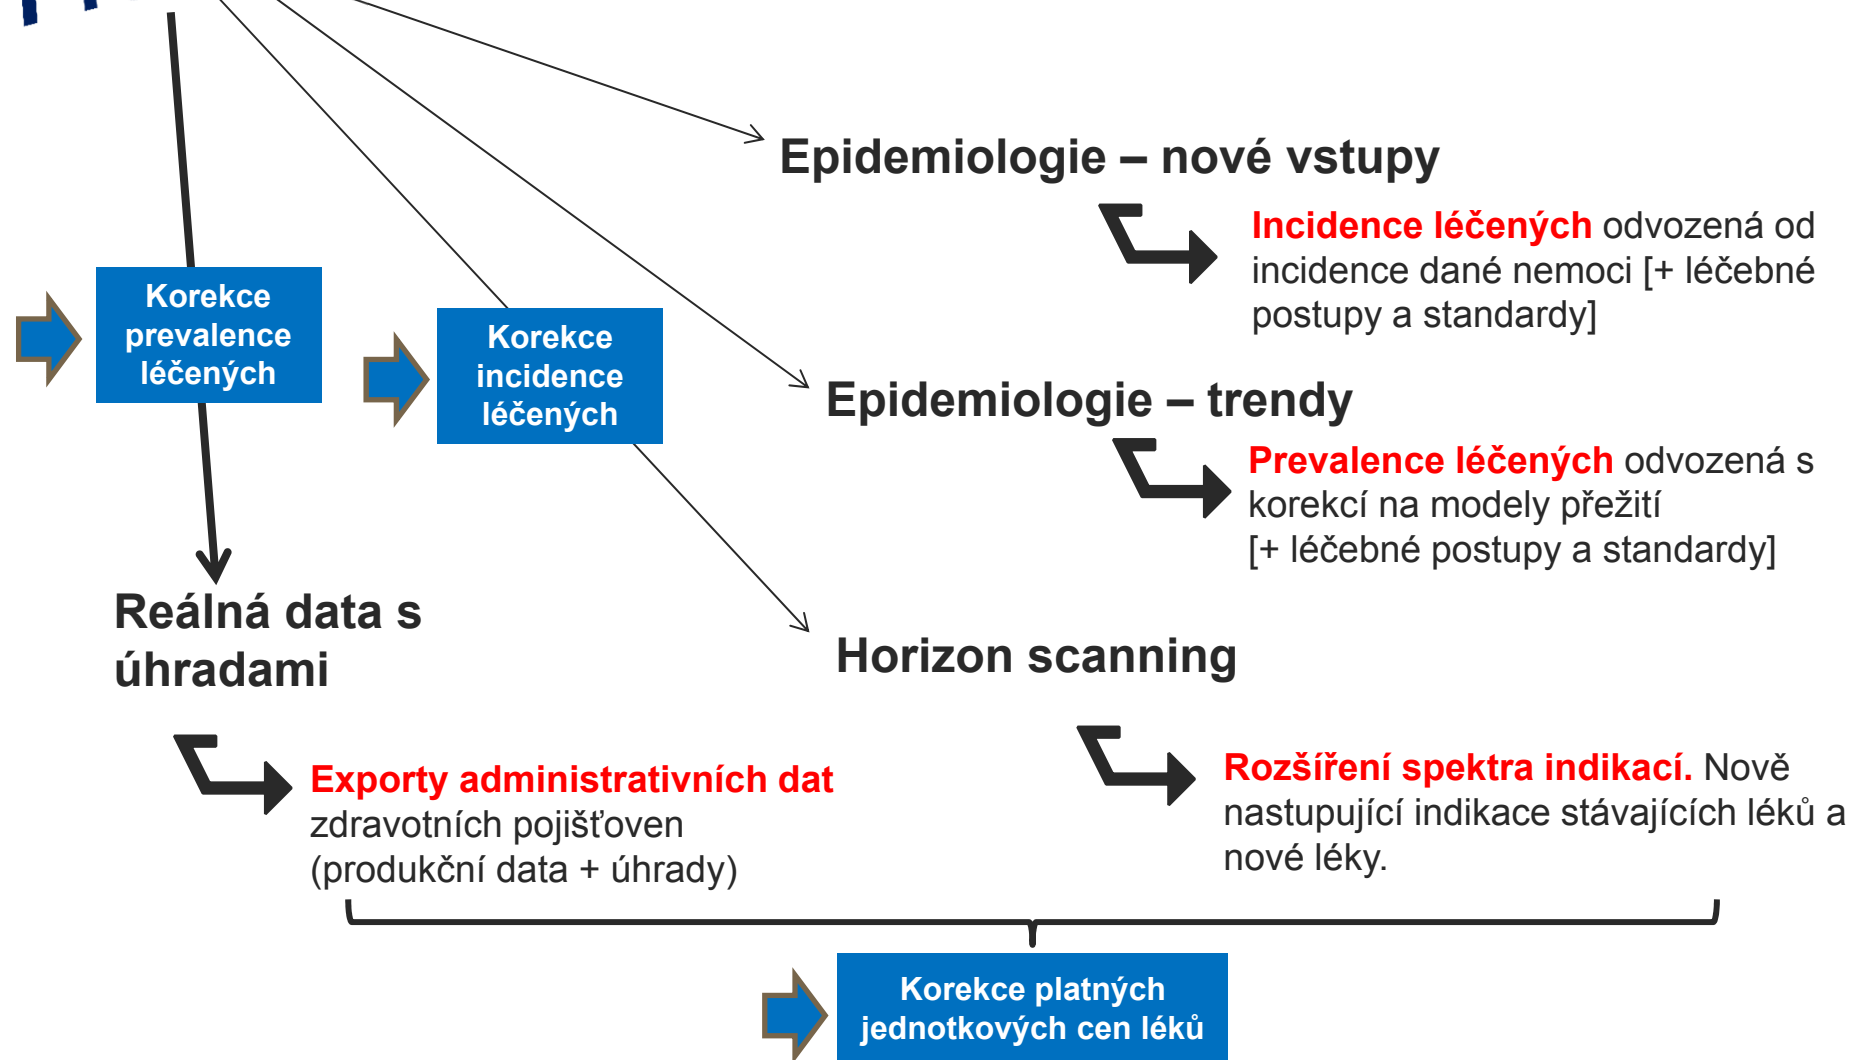 Epidemiologie – nové vstupy
Incidence léčených odvozená od
incidence dané nemoci [+ léčebné
postupy a standardy]
Korekce
prevalence
léčených
Korekce
incidence
léčených
Epidemiologie – trendy
Prevalence léčených odvozená s
korekcí na modely přežití
[+ léčebné postupy a standardy]
Reálná data s
úhradami
Horizon scanning
Exporty administrativních dat
zdravotních pojišťoven
(produkční data + úhrady)
Rozšíření spektra indikací. Nově
nastupující indikace stávajících léků a
nové léky.
Korekce platných
jednotkových cen léků